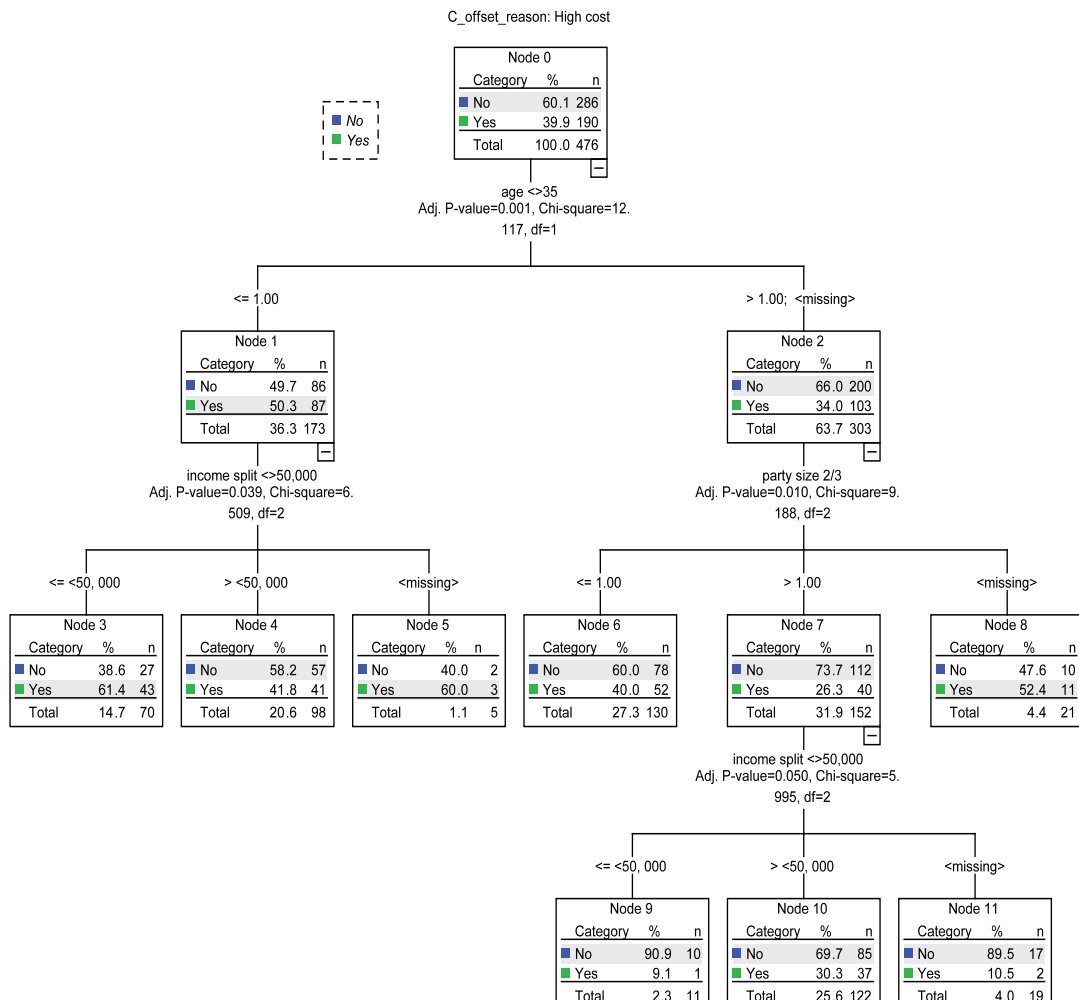 C_offset_reason: High cost
No
Yes
Node 0
Category % n
No 60.1 286
Yes 39.9 190
Total 100.0 476
age <>35
Adj. P-value=0.001, Chi-square=12.
117, df=1
<= 1.00
> 1.00; <missing>
Node 1
Category % n
No 49.7 86
Yes 50.3 87
Total 36.3 173
Node 2
Category % n
No 66.0 200
Yes 34.0 103
Total 63.7 303
income split <>50,000
Adj. P-value=0.039, Chi-square=6.
509, df=2
party size 2/3
Adj. P-value=0.010, Chi-square=9.
188, df=2
<= <50, 000
> <50, 000
<missing>
<= 1.00
> 1.00
<missing>
Node 3
Category % n
No 38.6 27
Yes 61.4 43
Total 14.7 70
Node 4
Category % n
No 58.2 57
Yes 41.8 41
Total 20.6 98
Node 5
Category % n
No 40.0 2
Yes 60.0 3
Total 1.1 5
Node 6
Category % n
No 60.0 78
Yes 40.0 52
Total 27.3 130
Node 7
Category % n
No 73.7 112
Yes 26.3 40
Total 31.9 152
Node 8
Category % n
No 47.6 10
Yes 52.4 11
Total 4.4 21
income split <>50,000
Adj. P-value=0.050, Chi-square=5.
995, df=2
<= <50, 000
> <50, 000
<missing>
Node 9
Category % n
No 90.9 10
Yes 9.1 1
Total 2.3 11
Node 10
Category % n
No 69.7 85
Yes 30.3 37
Total 25.6 122
Node 11
Category % n
No 89.5 17
Yes 10.5 2
Total 4.0 19